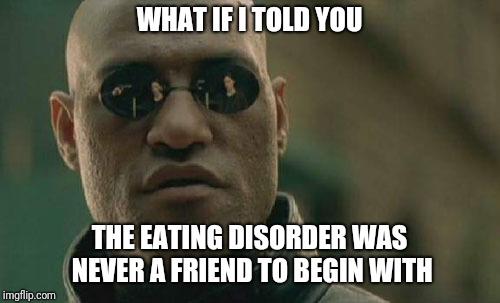 WHAT IF I TOLD YOU
THE EATING DISORDER WAS
NEVER A FRIEND TO BEGIN WITH
imgflip.com